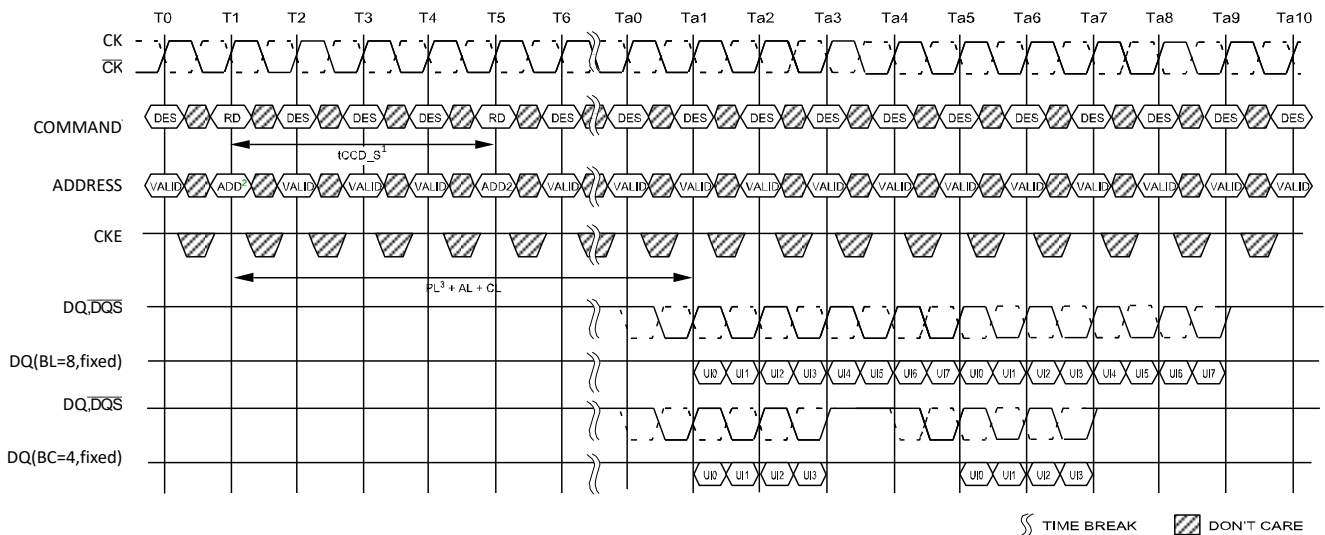 T0 T1 T2 T3 T4 T5 T6 Ta0 Ta1 Ta2 Ta3 Ta4 Ta5 Ta6 Ta7 Ta8 Ta9 Ta10
CK
CK
COMMAND
DES RD DES DES DES RD DES DES DES DES DES DES DES DES DES DES DES DES
tCCD_S¹
ADDRESS
VALID ADD² VALID VALID VALID ADD2 VALID VALID VALID VALID VALID VALID VALID VALID VALID VALID VALID VALID
CKE
PL³ + AL + CL
DQ,DQS
DQ(BL=8,fixed)
UI0 UI1 UI2 UI3 UI4 UI5 UI6 UI7 UI0 UI1 UI2 UI3 UI4 UI5 UI6 UI7
DQ,DQS
DQ(BC=4,fixed)
UI0 UI1 UI2 UI3 UI0 UI1 UI2 UI3
TIME BREAK DON'T CARE